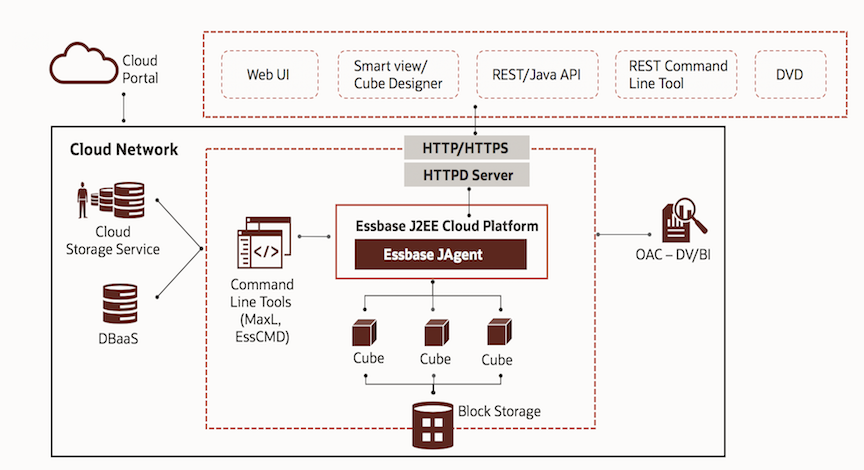 Cloud
Portal
Web UI
Smart view/
Cube Designer
REST/Java API
REST Command
Line Tool
DVD
Cloud Network
HTTP/HTTPS
HTTPD Server
Cloud
Storage Service
DBaaS
Command
Line Tools
(MaxL,
EssCMD)
Essbase J2EE Cloud Platform
Essbase JAgent
Cube
Cube
Cube
Block Storage
OAC – DV/BI